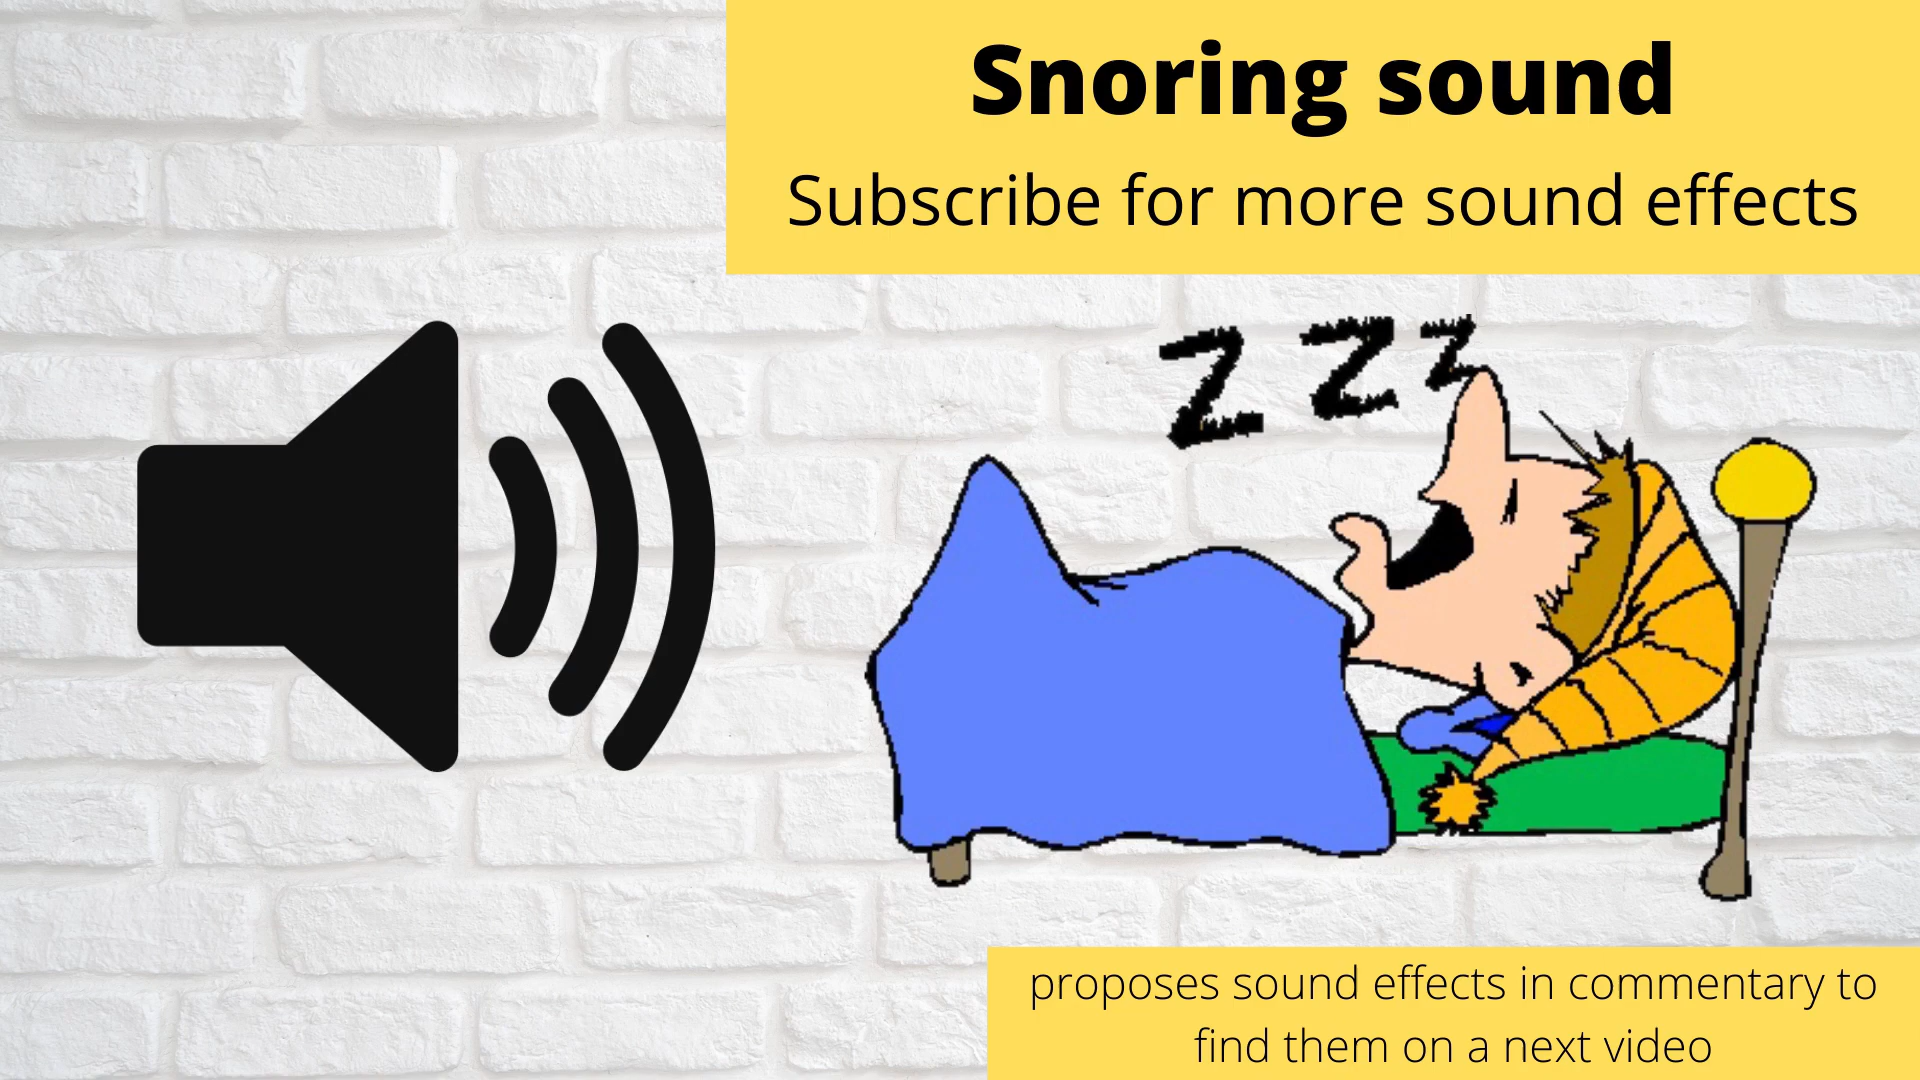 Snoring sound
Subscribe for more sound effects
Z Z Z
proposes sound effects in commentary to
find them on a next video